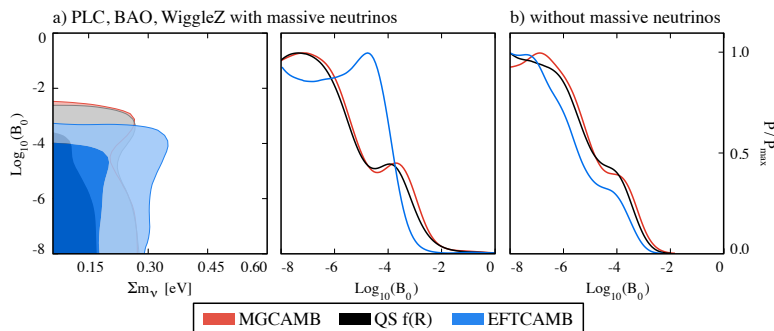 a) PLC, BAO, WiggleZ with massive neutrinos
b) without massive neutrinos
Log₁₀(B₀)
0
-2
-4
-6
-8
0.15 0.30 0.45 0.60
Σmᵥ [eV]
-8 -6 -4 -2 0
Log₁₀(B₀)
-8 -6 -4 -2 0
Log₁₀(B₀)
1.0
0.5
0.0
P / Pmax
MGCAMB QS f(R) EFTCAMB